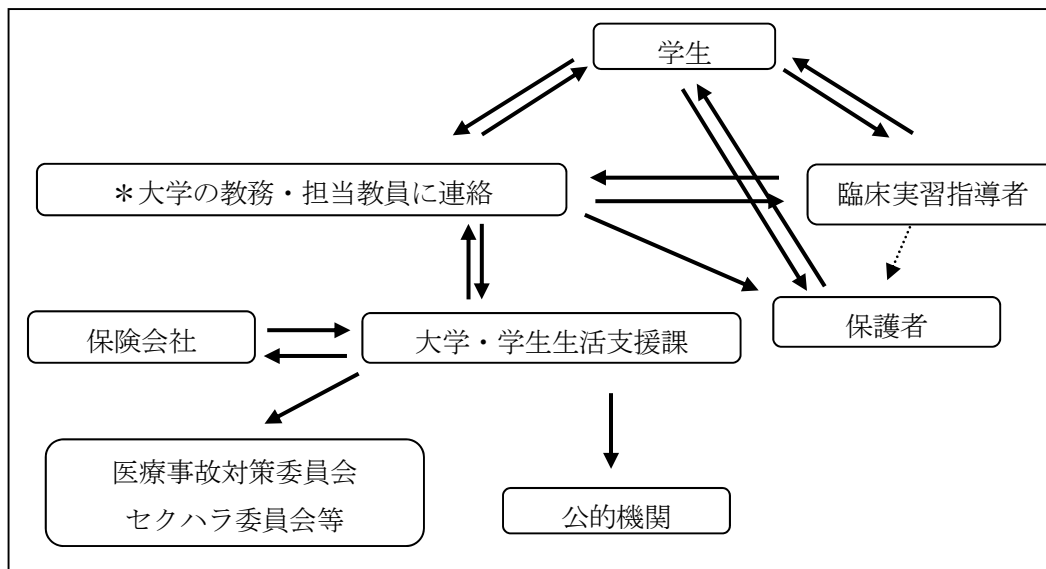 学生
＊大学の教務・担当教員に連絡
臨床実習指導者
保護者
保険会社
大学・学生生活支援課
医療事故対策委員会
セクハラ委員会等
公的機関